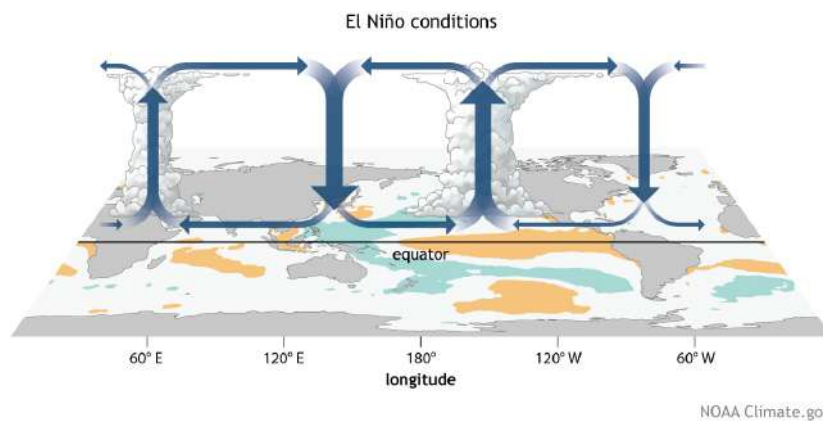 El Niño conditions
equator
60° E 120° E 180° 120° W 60° W
longitude
NOAA Climate.go